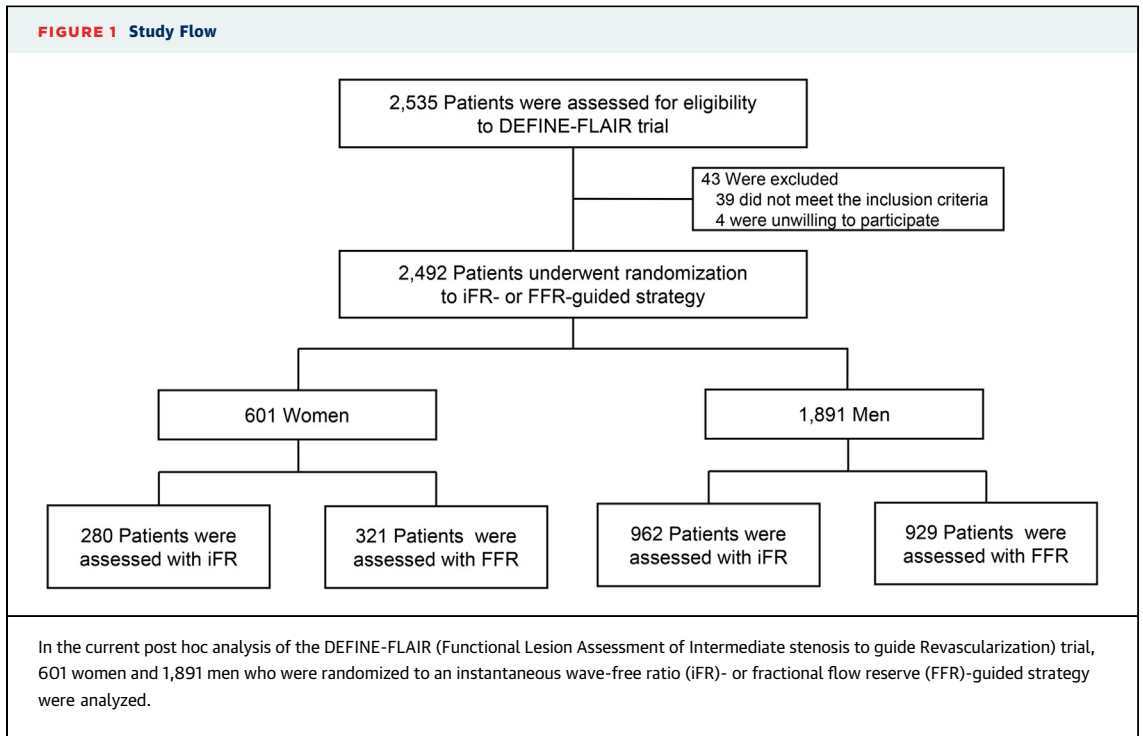 FIGURE 1 Study Flow
2,535 Patients were assessed for eligibility
to DEFINE-FLAIR trial
43 Were excluded
39 did not meet the inclusion criteria
4 were unwilling to participate
2,492 Patients underwent randomization
to iFR- or FFR-guided strategy
601 Women
1,891 Men
280 Patients were
assessed with iFR
321 Patients were
assessed with FFR
962 Patients were
assessed with iFR
929 Patients were
assessed with FFR
In the current post hoc analysis of the DEFINE-FLAIR (Functional Lesion Assessment of Intermediate stenosis to guide Revascularization) trial,
601 women and 1,891 men who were randomized to an instantaneous wave-free ratio (iFR)- or fractional flow reserve (FFR)-guided strategy
were analyzed.